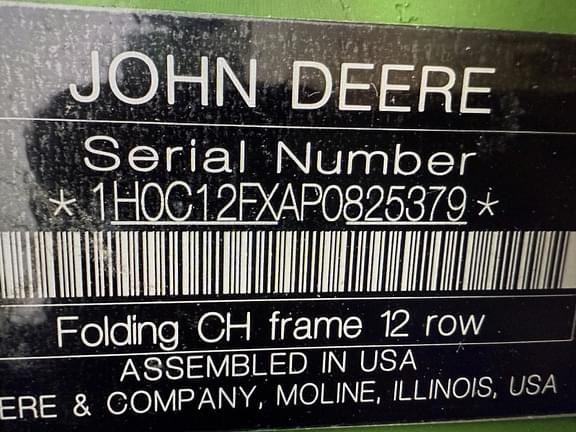 JOHN DEERE
Serial Number
* 1H0C12FXAP0825379 *
Folding CH frame 12 row
ASSEMBLED IN USA
ERE & COMPANY, MOLINE, ILLINOIS, USA